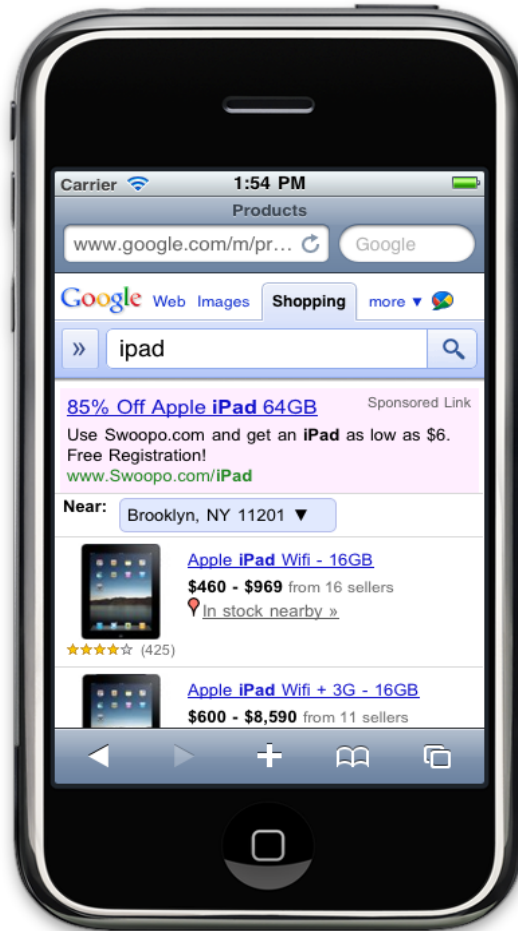 Carrier 1:54 PM
Products
www.google.com/m/pr... Google
Google Web Images Shopping more ▼
» ipad
85% Off Apple iPad 64GB Sponsored Link
Use Swoopo.com and get an iPad as low as $6.
Free Registration!
www.Swoopo.com/iPad
Near: Brooklyn, NY 11201 ▼
Apple iPad Wifi - 16GB
$460 - $969 from 16 sellers
In stock nearby »
(425)
Apple iPad Wifi + 3G - 16GB
$600 - $8,590 from 11 sellers